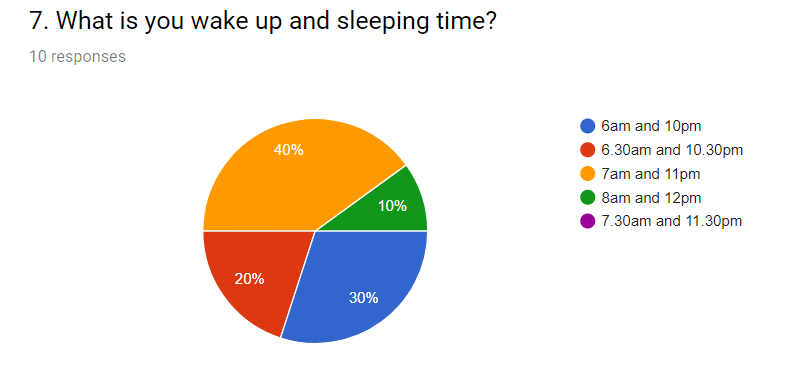 7. What is you wake up and sleeping time?
10 responses
40%
10%
20%
30%
6am and 10pm
6.30am and 10.30pm
7am and 11pm
8am and 12pm
7.30am and 11.30pm